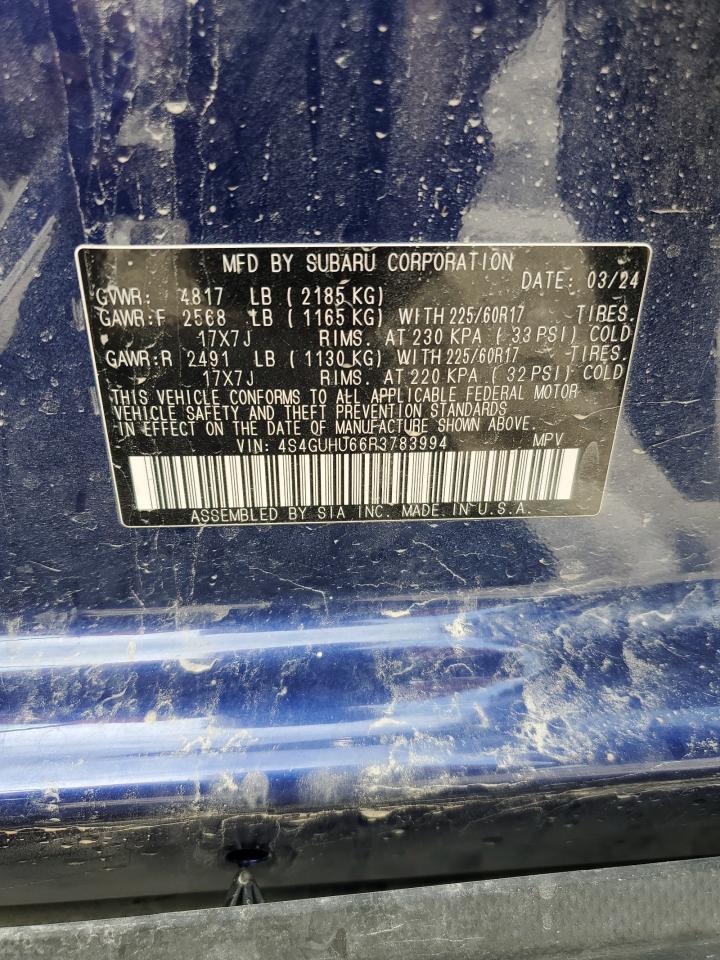 MFD BY SUBARU CORPORATION
DATE: 03/24
GVWR: 4817 LB (2185 KG)
GAWR:F 2568 LB (1165 KG) WITH 225/60R17 TIRES.
17X7J RIMS. AT 230 KPA (33 PSI) COLD
GAWR:R 2491 LB (1130 KG) WITH 225/60R17 TIRES.
17X7J RIMS. AT 220 KPA (32 PSI) COLD
THIS VEHICLE CONFORMS TO ALL APPLICABLE FEDERAL MOTOR
VEHICLE SAFETY AND THEFT PREVENTION STANDARDS
IN EFFECT ON THE DATE OF MANUFACTURE SHOWN ABOVE.
VIN: 4S4GUHU66R3783994 MPV
ASSEMBLED BY SIA INC. MADE IN U.S.A.